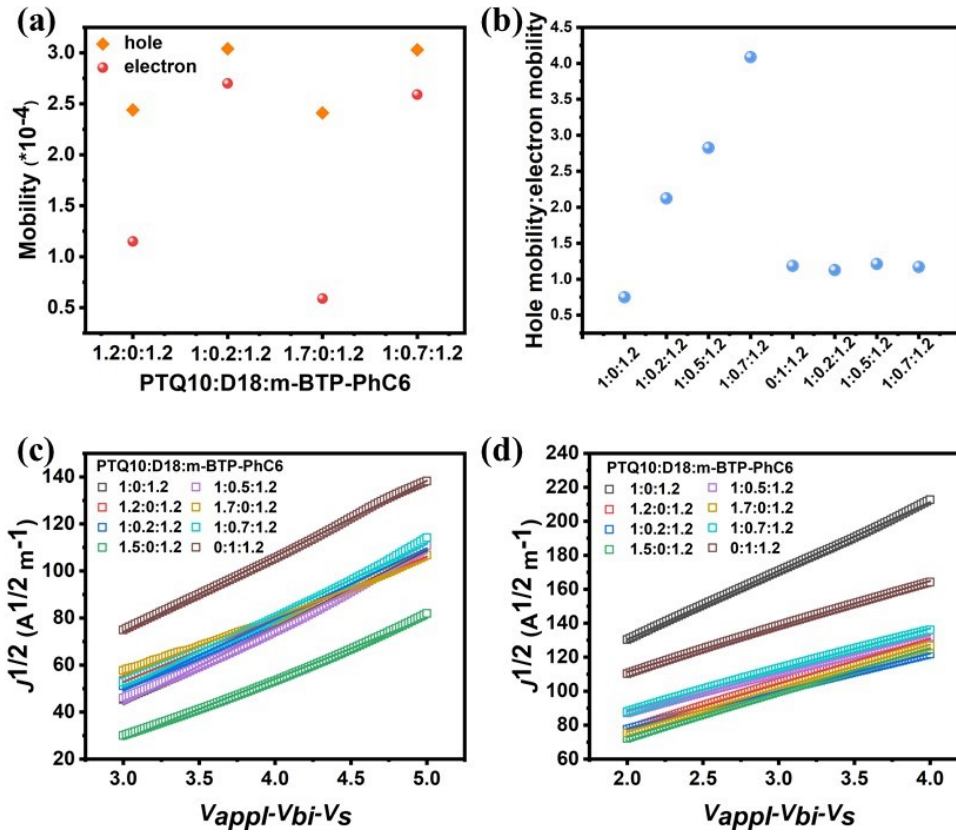 (a)
hole
electron
3.0
2.5
2.0
1.5
1.0
0.5
Mobility (*10-4)
1.2:0:1.2 1:0.2:1.2 1.7:0:1.2 1:0.7:1.2
PTQ10:D18:m-BTP-PhC6
(b)
4.5
4.0
3.5
3.0
2.5
2.0
1.5
1.0
0.5
Hole mobility:electron mobility
1:0:1.2 1:0.2:1.2 1:0.5:1.2 1:0.7:1.2 0:1:1.2 1:0.2:1.2 1:0.5:1.2 1:0.7:1.2
(c)
PTQ10:D18:m-BTP-PhC6
1:0:1.2 1:0.5:1.2
1.2:0:1.2 1.7:0:1.2
1:0.2:1.2 1:0.7:1.2
1.5:0:1.2 0:1:1.2
140
120
100
80
60
40
20
J1/2 (A1/2 m-1)
3.0 3.5 4.0 4.5 5.0
Vappl-Vbi-Vs
(d)
PTQ10:D18:m-BTP-PhC6
1:0:1.2 1:0.5:1.2
1.2:0:1.2 1.7:0:1.2
1:0.2:1.2 1:0.7:1.2
1.5:0:1.2 0:1:1.2
240
220
200
180
160
140
120
100
80
60
J1/2 (A1/2 m-1)
2.0 2.5 3.0 3.5 4.0
Vappl-Vbi-Vs